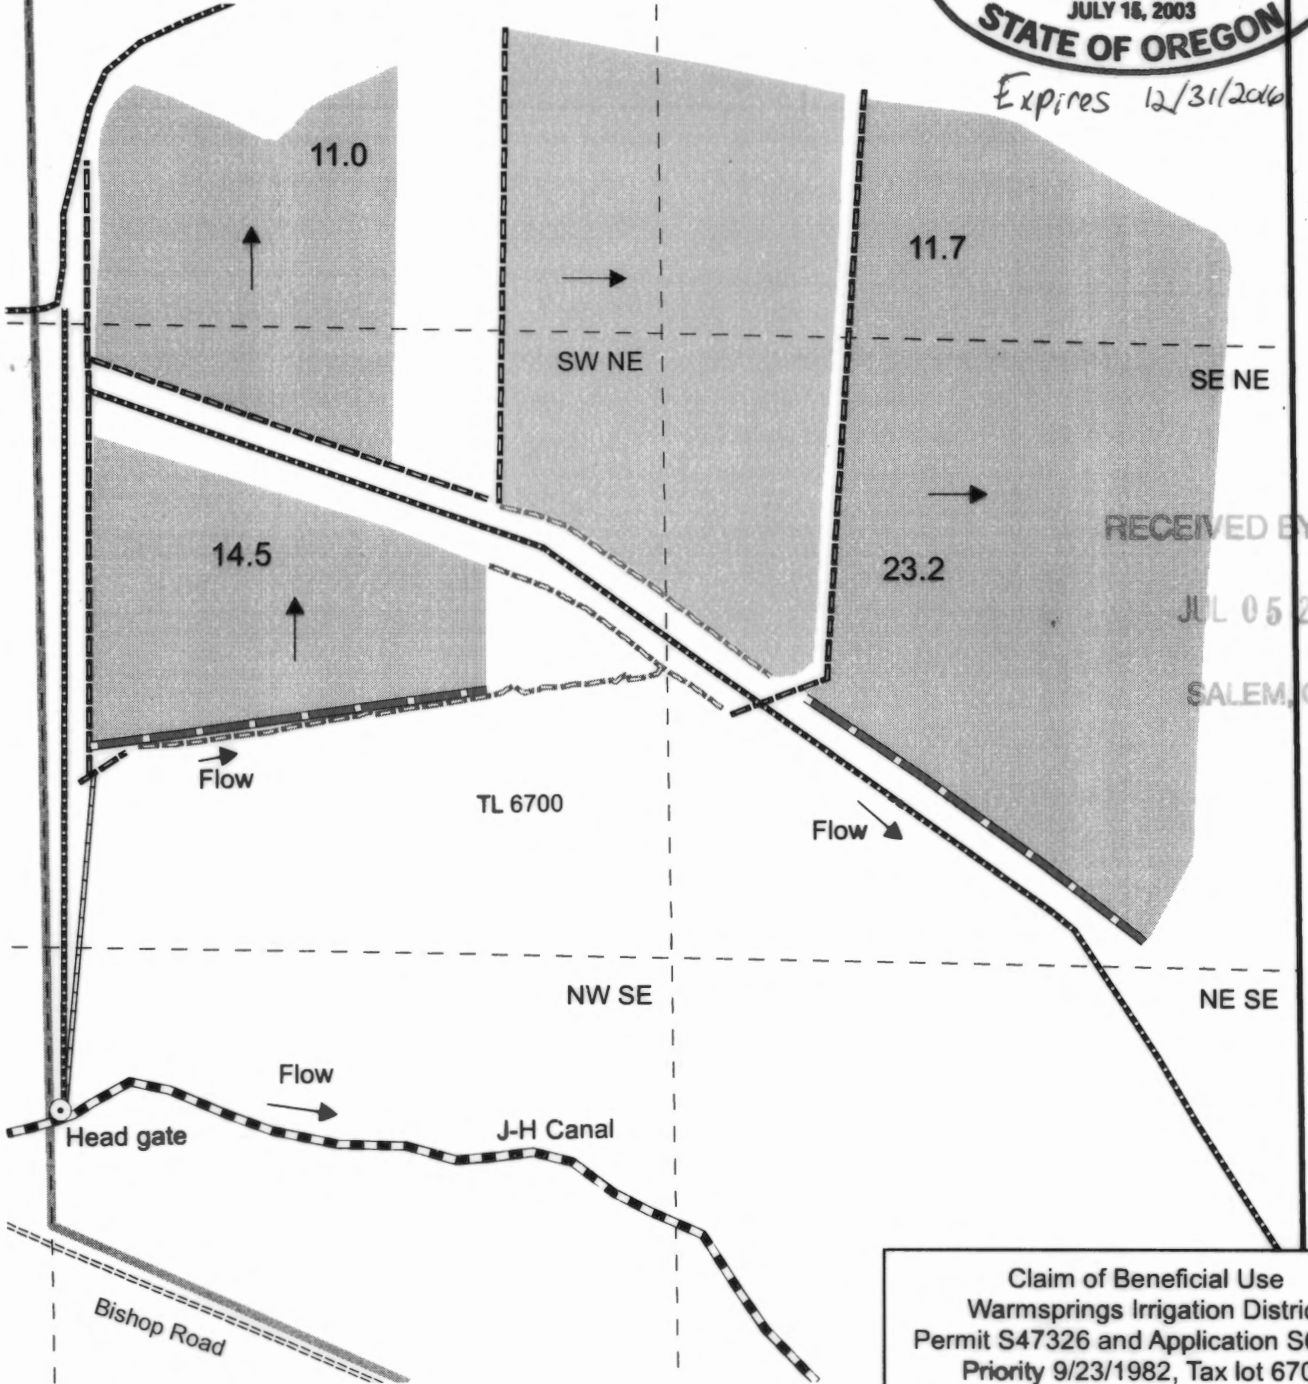 JULY 15, 2003
STATE OF OREGON
Expires 12/31/2016
11.0
11.7
SW NE
SE NE
RECEIVED BY
14.5
23.2
JUL 05
SALEM,
Flow
TL 6700
Flow
NW SE
NE SE
Flow
Head gate
J-H Canal
Bishop Road
Claim of Beneficial Use
Warmsprings Irrigation
Permit S47326 and Application
Priority 9/23/1982, Tax lot